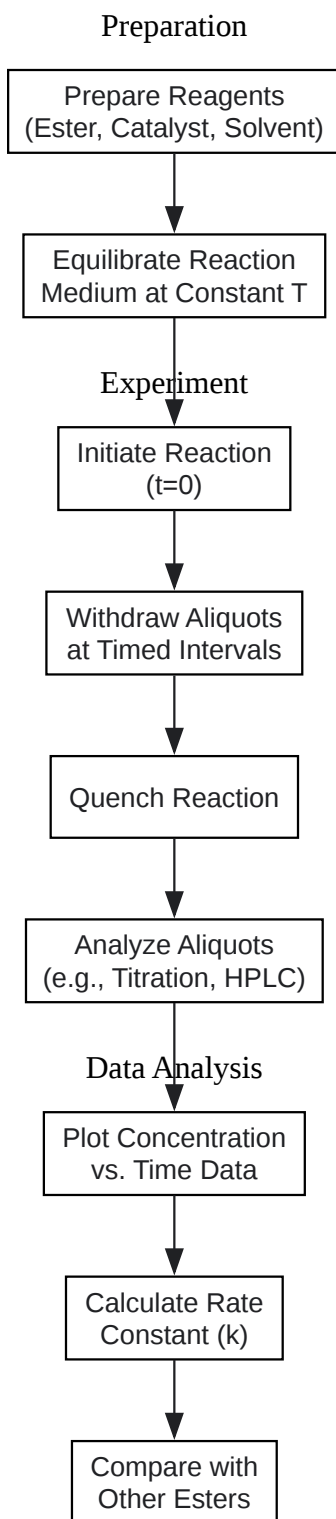 Preparation
Prepare Reagents
(Ester, Catalyst, Solvent)
Equilibrate Reaction
Medium at Constant T
Experiment
Initiate Reaction
(t=0)
Withdraw Aliquots
at Timed Intervals
Quench Reaction
Analyze Aliquots
(e.g., Titration, HPLC)
Data Analysis
Plot Concentration
vs. Time Data
Calculate Rate
Constant (k)
Compare with
Other Esters